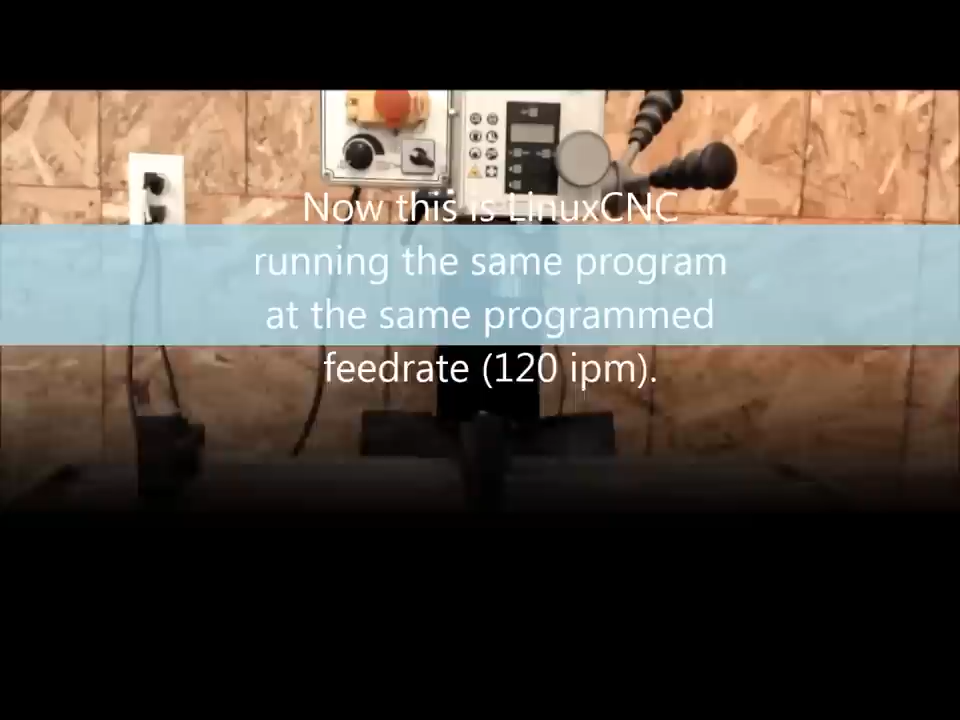 Now this is LinuxCNC
running the same program
at the same programmed
feedrate (120 ipm).